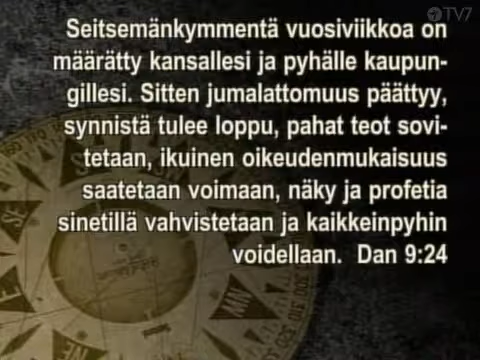 TV7
Seitsemänkymmentä vuosiviikkoa on
määrätty kansallesi ja pyhälle kaupun-
gillesi. Sitten jumalattomuus päättyy,
synnistä tulee loppu, pahat teot sovi-
tetaan, ikuinen oikeudenmukaisuus
saatetaan voimaan, näky ja profetia
sinetillä vahvistetaan ja kaikkeinpyhin
voidellaan. Dan 9:24